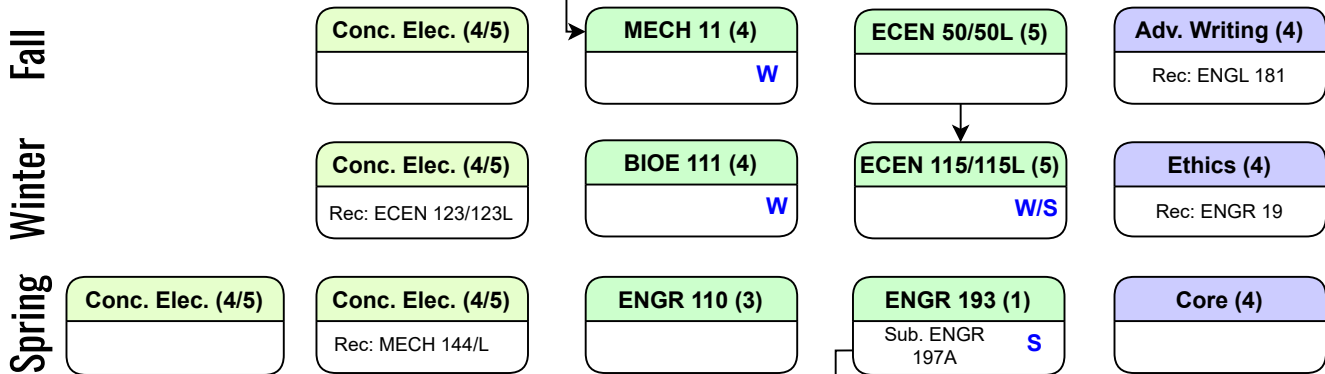 Fall
Conc. Elec. (4/5)
MECH 11 (4)
W
ECEN 50/50L (5)
Adv. Writing (4)
Rec: ENGL 181
Winter
Conc. Elec. (4/5)
Rec: ECEN 123/123L
BIOE 111 (4)
W
ECEN 115/115L (5)
W/S
Ethics (4)
Rec: ENGR 19
Spring
Conc. Elec. (4/5)
Conc. Elec. (4/5)
Rec: MECH 144/L
ENGR 110 (3)
ENGR 193 (1)
Sub. ENGR
197A
S
Core (4)